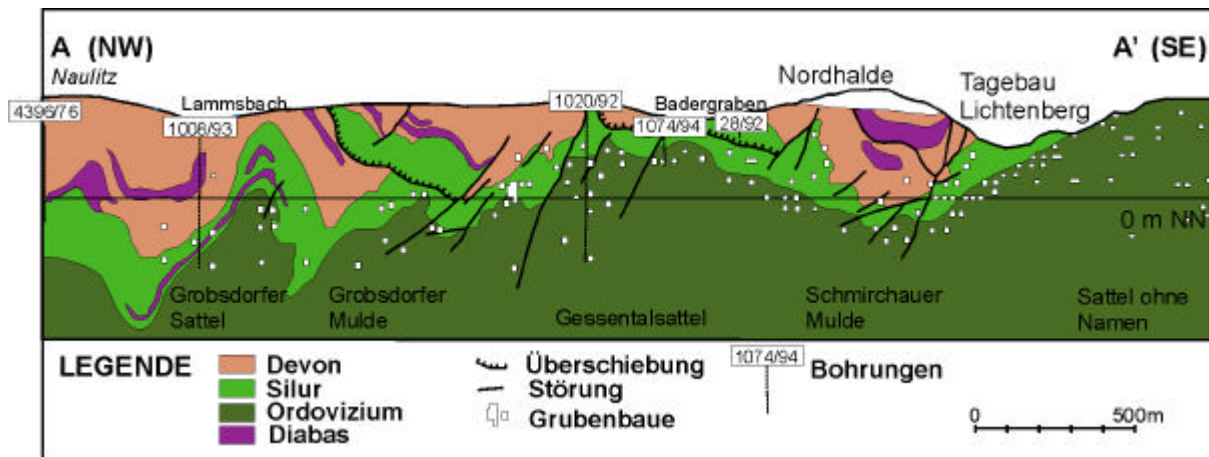 A (NW)
Naulitz
4396/76
Lammsbach
1006/93
1020/92
Badergraben
1074/94
28/92
Nordhalde
Tagebau
Lichtenberg
A' (SE)
0 m NN
Grobsdorfer
Sattel
Grobsdorfer
Mulde
Gessentalsattel
Schmirchauer
Mulde
Sattel ohne
Namen
LEGENDE
Devon
Silur
Ordovizium
Diabas
Überschiebung
Störung
Grubenbaue
1074/94
Bohrungen
0
500m